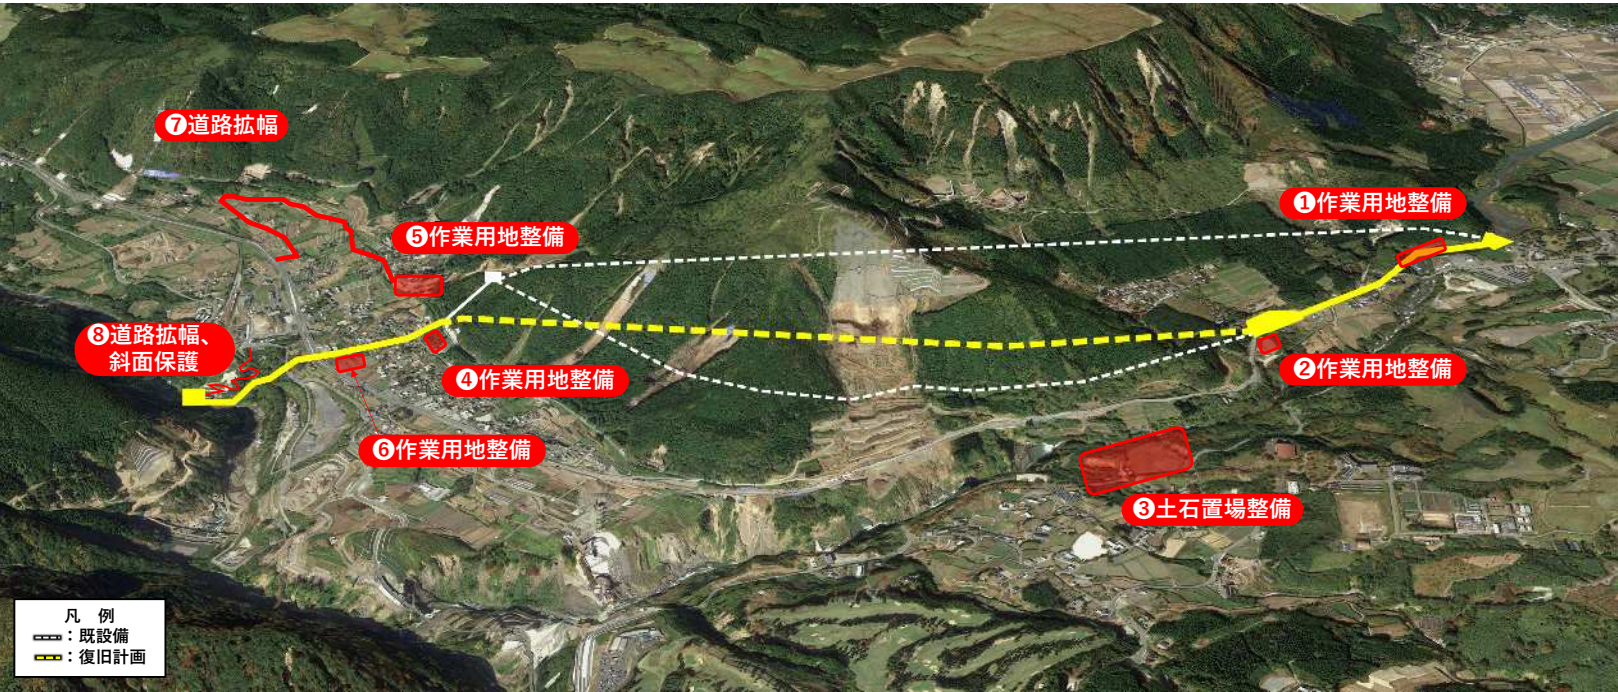 ❼道路拡幅
❶作業用地整備
❺作業用地整備
❽道路拡幅、
斜面保護
❹作業用地整備
❷作業用地整備
❻作業用地整備
❸土石置場整備
凡 例
：既設備
：復旧計画